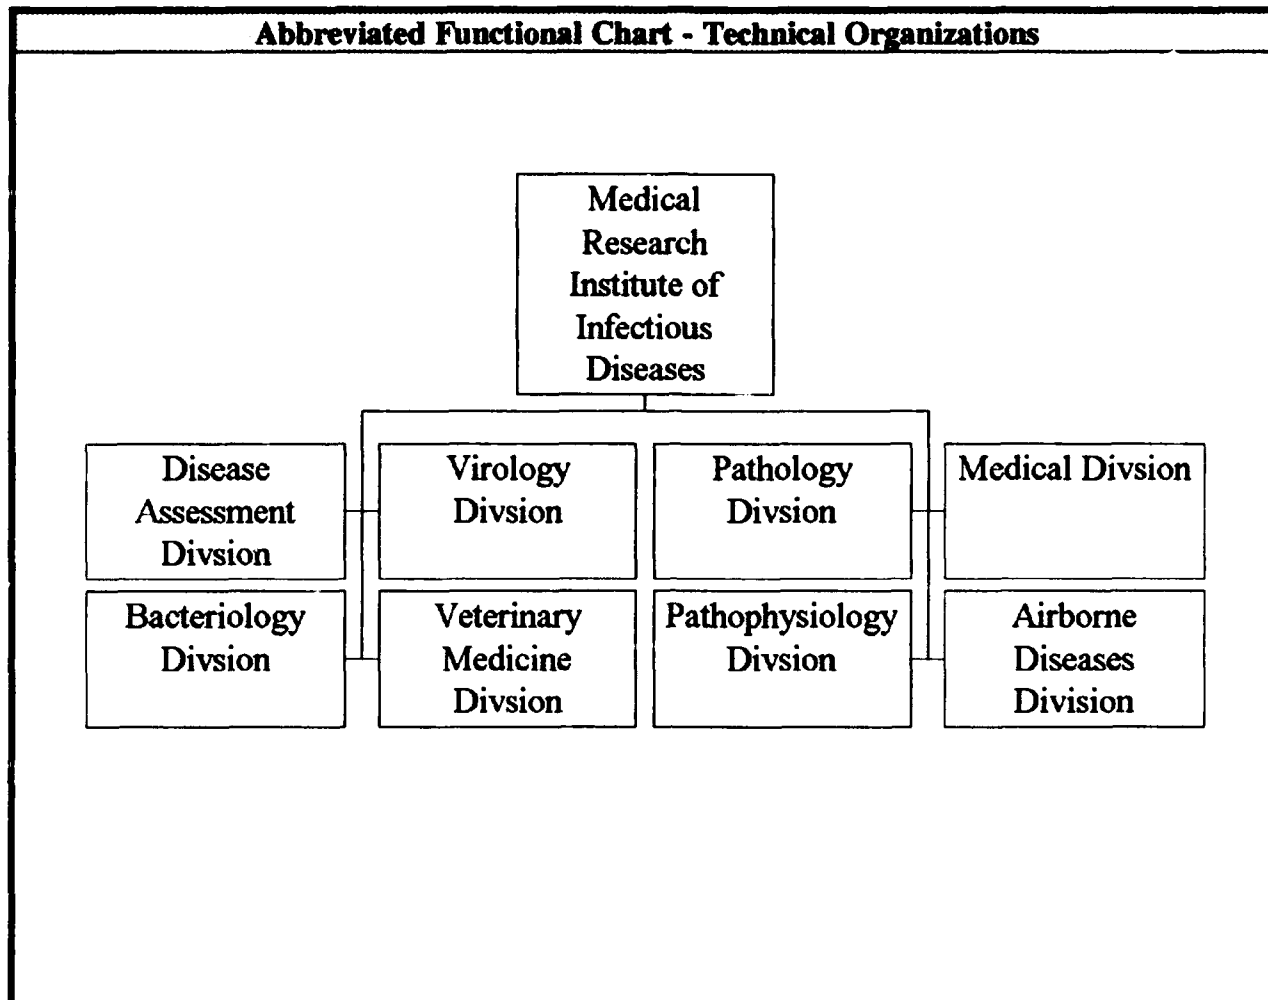 Abbreviated Functional Chart - Technical Organizations
Medical
Research
Institute of
Infectious
Diseases
Disease
Assessment
Divsion
Virology
Divsion
Pathology
Divsion
Medical Divsion
Bacteriology
Divsion
Veterinary
Medicine
Divsion
Pathophysiology
Divsion
Airborne
Diseases
Division